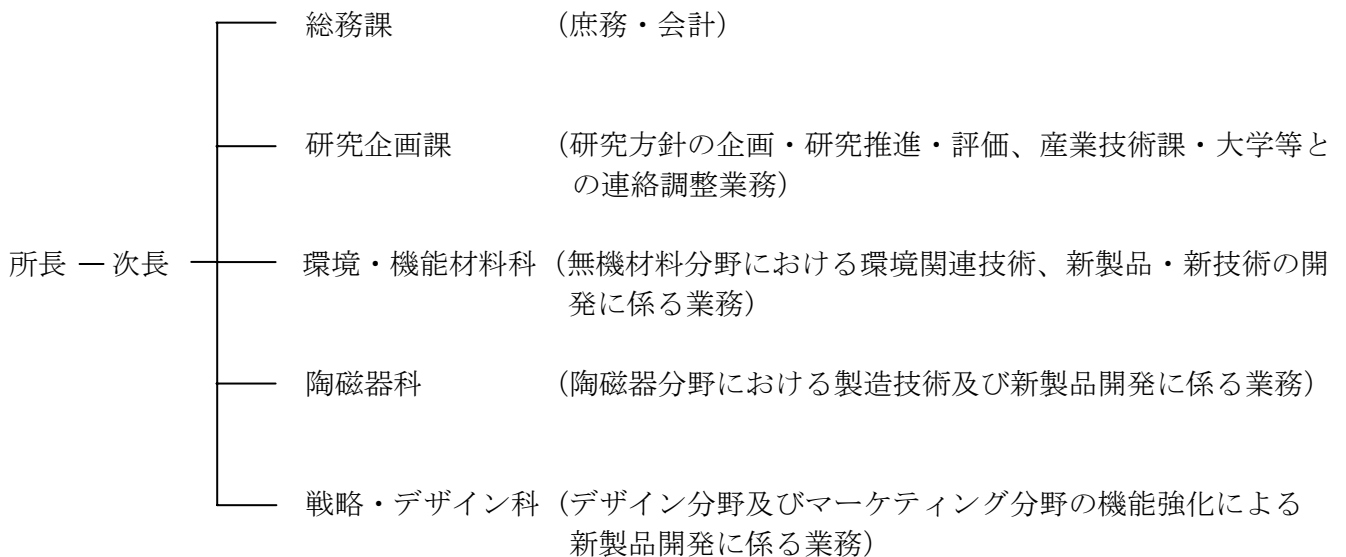 総務課 （庶務・会計）
研究企画課 （研究方針の企画・研究推進・評価、産業技術課・大学等と
の連絡調整業務）
所長 ― 次長 環境・機能材料科 （無機材料分野における環境関連技術、新製品・新技術の開
発に係る業務）
陶磁器科 （陶磁器分野における製造技術及び新製品開発に係る業務）
戦略・デザイン科 （デザイン分野及びマーケティング分野の機能強化による
新製品開発に係る業務）